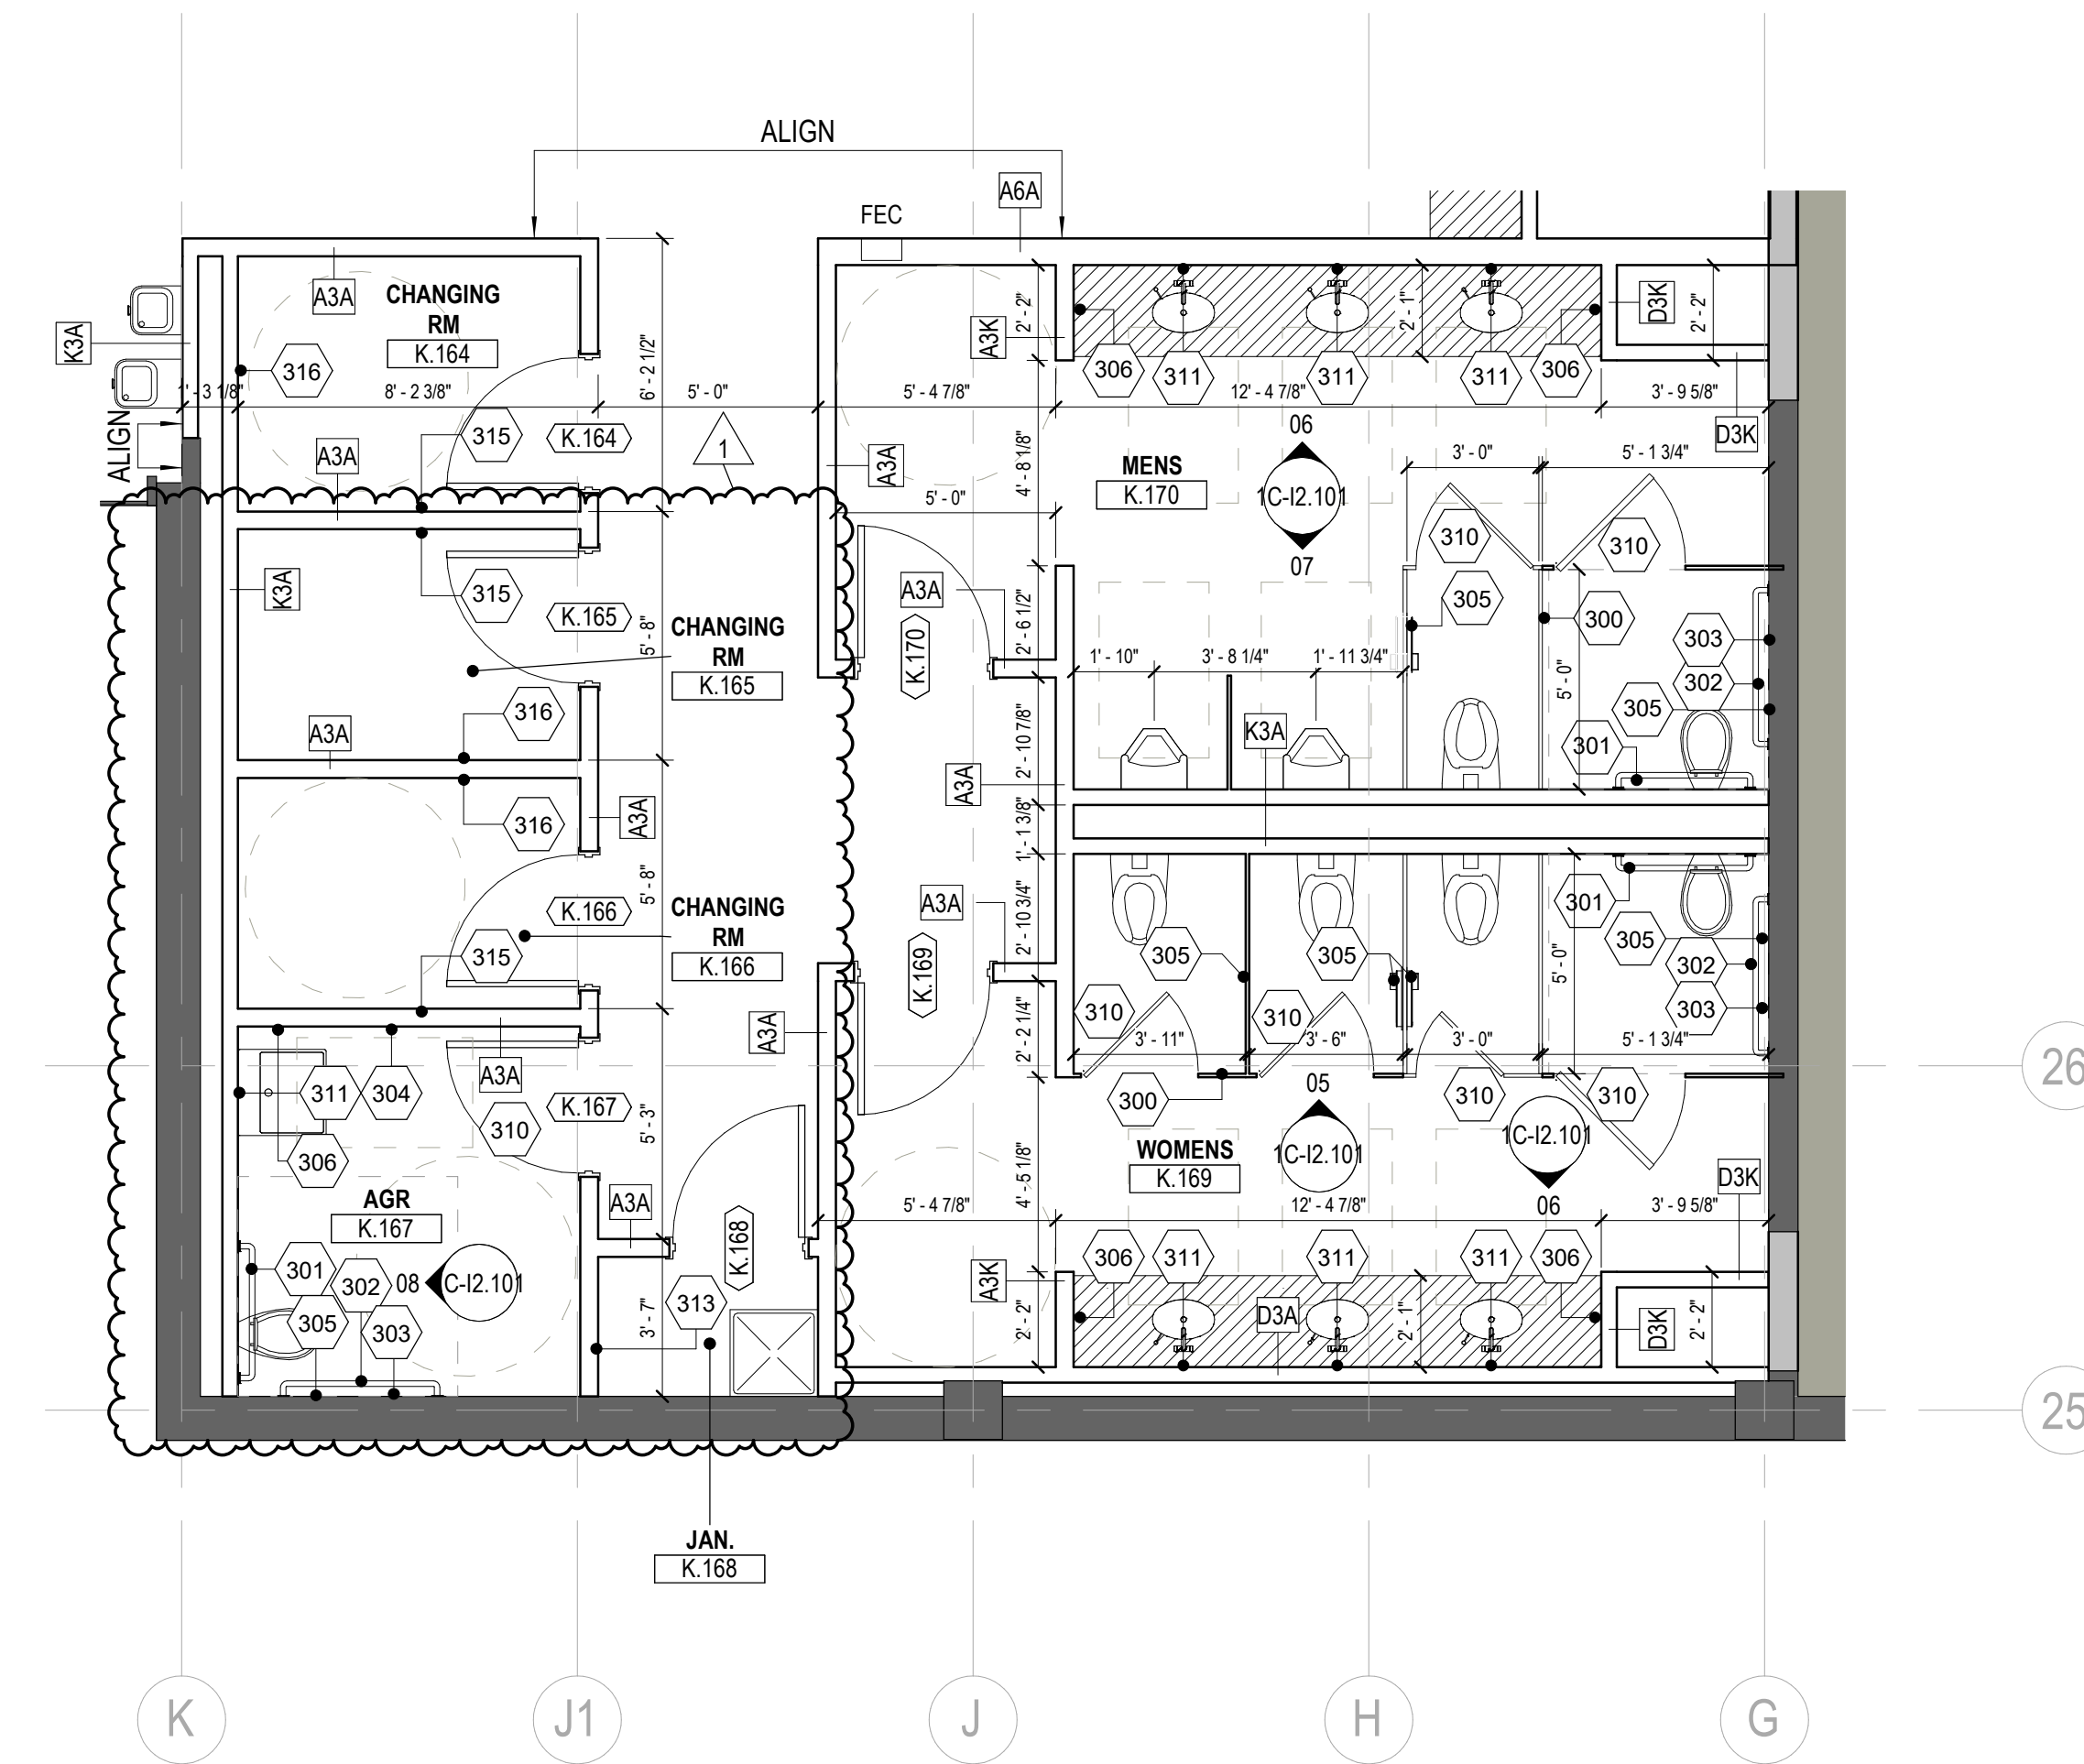 ALIGN
A6A
FEC
A3A
CHANGING
RM
K.164
K3A
316
A3K
2' - 2"
2' - 1"
D3K
2' - 2"
306
311
311
311
306
1' - 3 1/8"
8' - 2 3/8"
6' - 2 1/2"
5' - 0"
5' - 4 7/8"
12' - 4 7/8"
3' - 9 5/8"
ALIGN
315
K.164
A3A
1
A3A
4' - 8 1/8"
06
D3K
MENS
K.170
1C-I2.101
07
3' - 0"
5' - 1 3/4"
5' - 0"
310
310
K3A
315
K.165
5' - 8"
CHANGING
RM
K.165
A3A
K.170
2' - 6 1/2"
305
300
303
302
305
301
1' - 10"
3' - 8 1/4"
1' - 11 3/4"
5' - 0"
316
A3A
2' - 10 7/8"
K3A
A3A
316
A3A
1' - 1 3/8"
K.166
5' - 8"
CHANGING
RM
K.166
315
A3A
K.169
2' - 10 3/4"
305
305
301
305
302
303
5' - 0"
310
310
A3A
2' - 2 1/4"
3' - 11"
3' - 6"
3' - 0"
5' - 1 3/4"
26
A3A
311
304
310
K.167
5' - 3"
306
300
05
310
310
1C-I2.101
1C-I2.101
06
WOMENS
K.169
D3K
AGR
K.167
A3A
K.168
5' - 4 7/8"
4' - 5 1/8"
12' - 4 7/8"
3' - 9 5/8"
301
302
08
C-I2.101
305
303
313
3' - 7"
A3K
2' - 2"
306
311
311
311
306
D3A
2' - 1"
D3K
2' - 2"
25
JAN.
K.168
K
J1
J
H
G